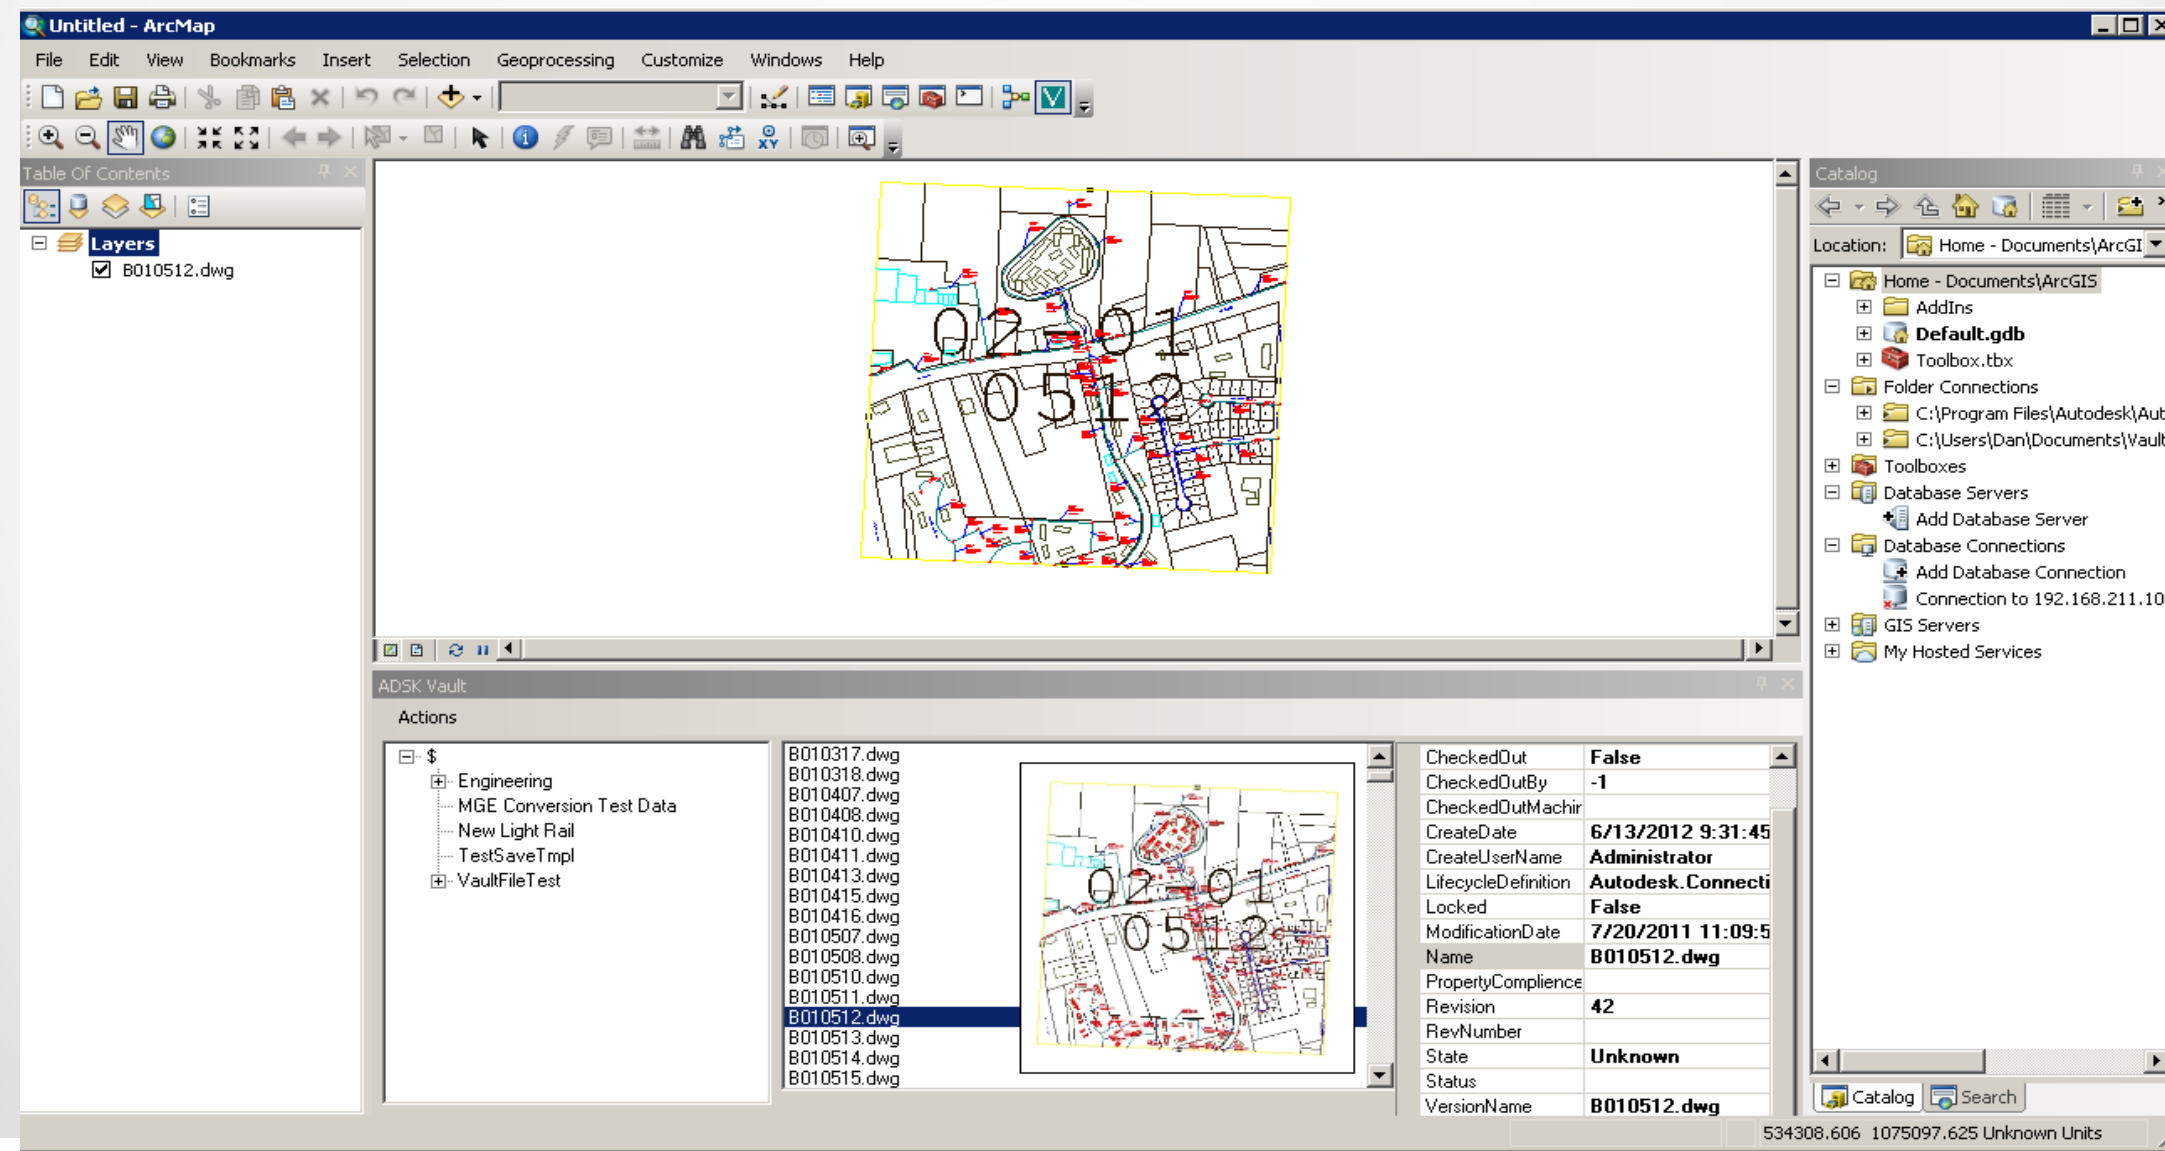 Untitled - ArcMap
File Edit View Bookmarks Insert Selection Geoprocessing Customize Windows Help
Table Of Contents
Layers
B010512.dwg
02-01
0512
ADSK Vault
Actions
$
Engineering
MGE Conversion Test Data
New Light Rail
TestSaveTmpl
VaultFileTest
B010317.dwg
B010318.dwg
B010407.dwg
B010408.dwg
B010410.dwg
B010411.dwg
B010413.dwg
B010415.dwg
B010416.dwg
B010507.dwg
B010508.dwg
B010510.dwg
B010511.dwg
B010512.dwg
B010513.dwg
B010514.dwg
B010515.dwg
02-01
0512
CheckedOut False
CheckedOutBy -1
CheckedOutMachir
CreateDate 6/13/2012 9:31:45
CreateUserName Administrator
LifecycleDefinition Autodesk.Connecti
Locked False
ModificationDate 7/20/2011 11:09:5
Name B010512.dwg
PropertyComplience
Revision 42
RevNumber
State Unknown
Status
VersionName B010512.dwg
Catalog
Location: Home - Documents\ArcGI
Home - Documents\ArcGIS
AddIns
Default.gdb
Toolbox.tbx
Folder Connections
C:\Program Files\Autodesk\Aut
C:\Users\Dan\Documents\Vault
Toolboxes
Database Servers
Add Database Server
Database Connections
Add Database Connection
Connection to 192.168.211.10
GIS Servers
My Hosted Services
Catalog Search
534308.606 1075097.625 Unknown Units